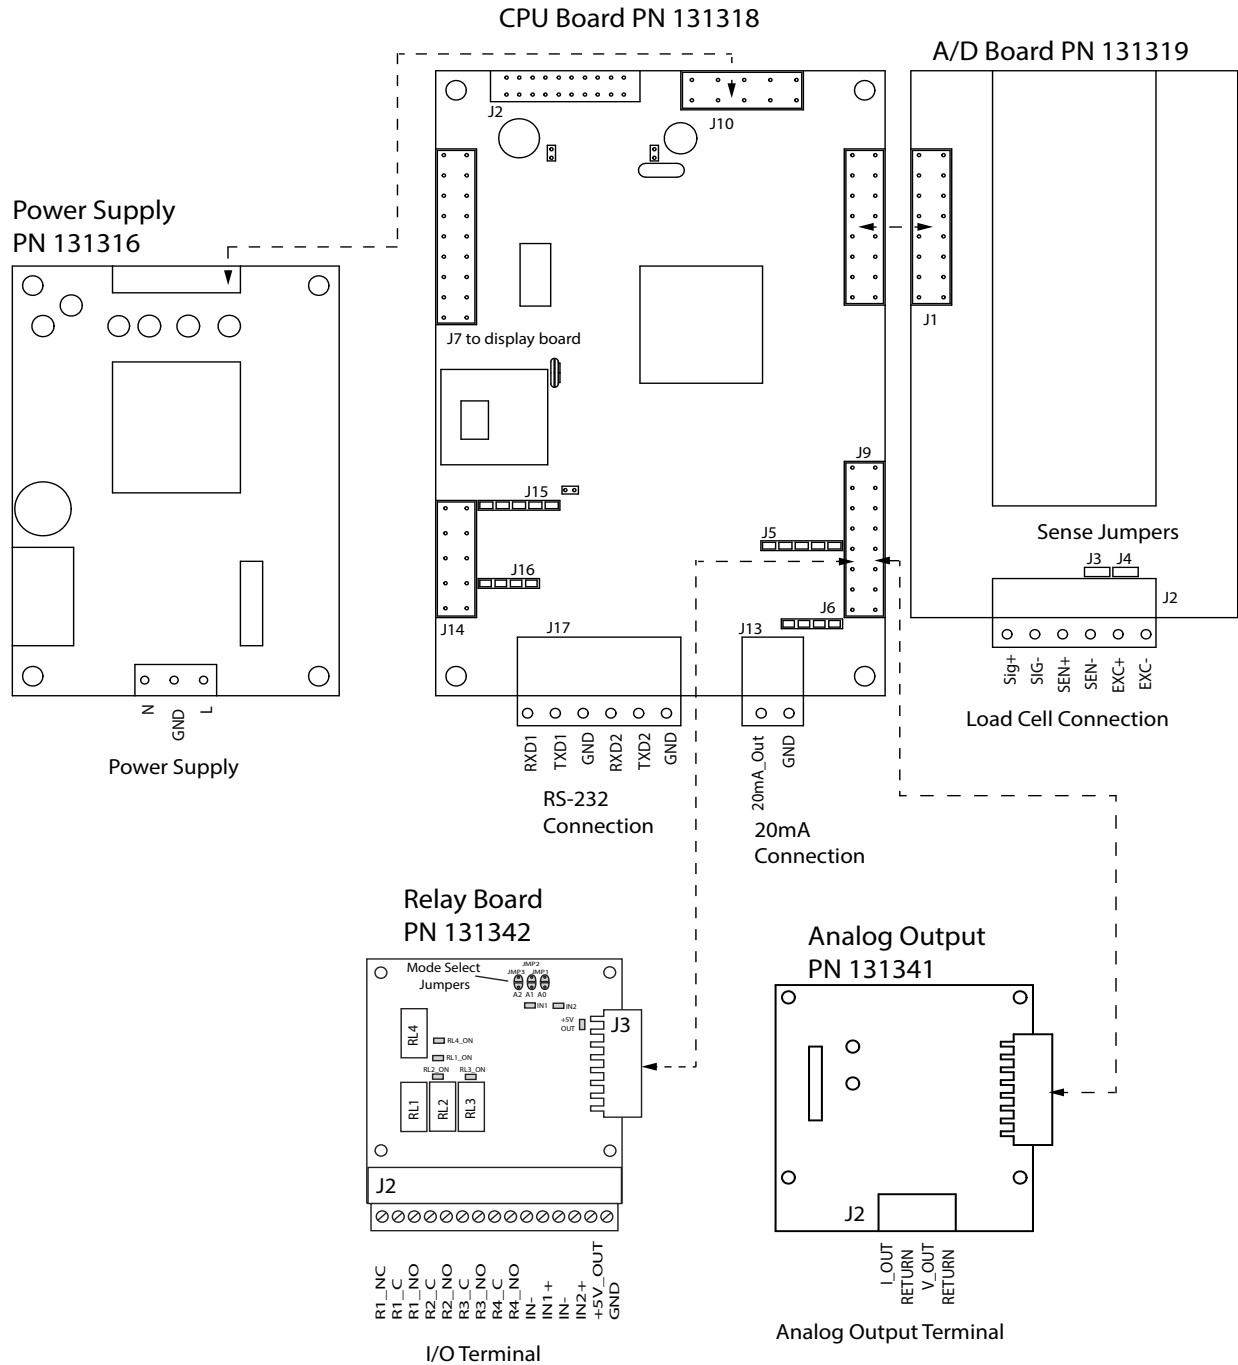 CPU Board PN 131318
A/D Board PN 131319
J2
J10
Power Supply
PN 131316
J1
J7 to display board
J9
J15
J5
Sense Jumpers
J3 J4
J16
J2
J6
J14
J17
J13
Sig+
SIG-
SEN+
SEN-
EXC+
EXC-
N
GND
L
Load Cell Connection
RXD1
TXD1
GND
RXD2
TXD2
GND
20mA_Out
GND
Power Supply
RS-232
Connection
20mA
Connection
Relay Board
PN 131342
Analog Output
PN 131341
Mode Select
Jumpers
JMP2
JMP3 JMP1
A2 A1 A0
IN1 IN2
+5V
OUT
J3
RL4
RL4_ON
RL1_ON
RL2_ON RL3_ON
RL1
RL2
RL3
J2
J2
R1_NC
R1_C
R1_NO
R2_C
R2_NO
R3_C
R3_NO
R4_C
R4_NO
IN-
IN1+
IN-
IN2+
+5V_OUT
GND
I_OUT
RETURN
V_OUT
RETURN
Analog Output Terminal
I/O Terminal